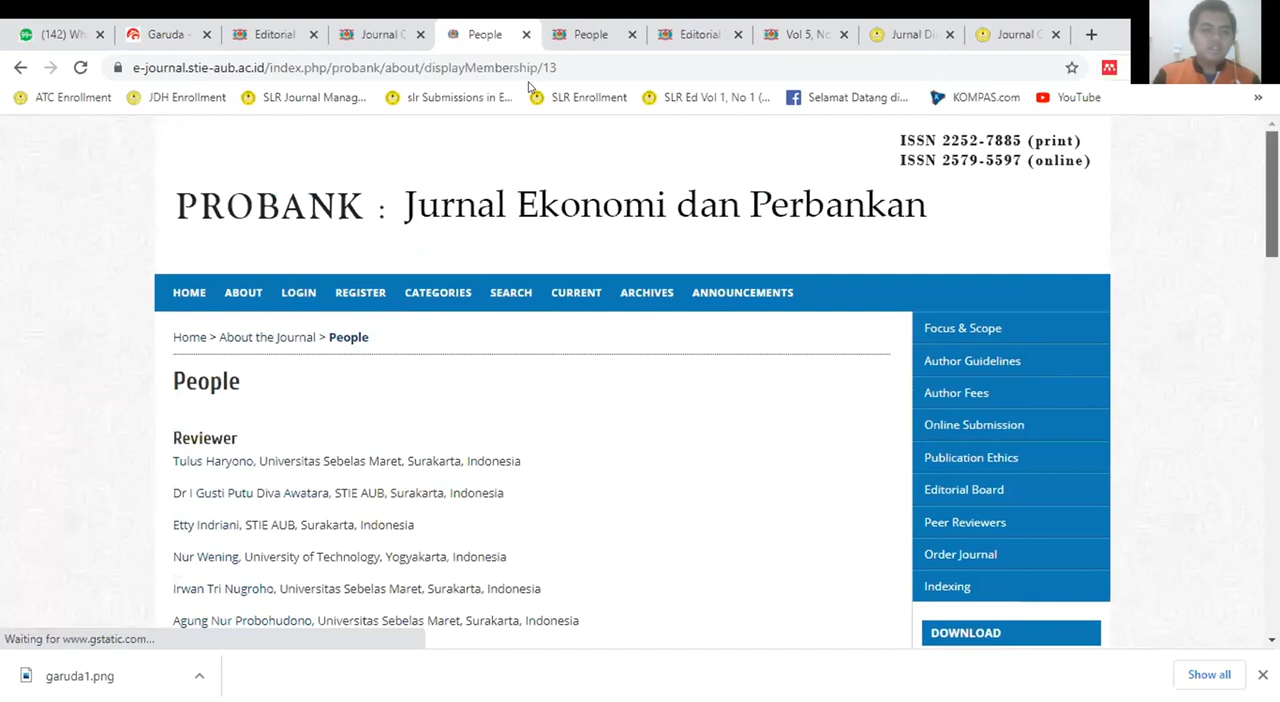 (142) Wh
Garuda -
Editorial
Journal C
People
People
Editorial
Vol 5, No
Jurnal Di
Journal C
e-journal.stie-aub.ac.id/index.php/probank/about/displayMembership/13
ATC Enrollment
JDH Enrollment
SLR Journal Manag...
slr Submissions in E...
SLR Enrollment
SLR Ed Vol 1, No 1 (...
Selamat Datang di...
KOMPAS.com
YouTube
ISSN 2252-7885 (print)
ISSN 2579-5597 (online)
PROBANK : Jurnal Ekonomi dan Perbankan
HOME ABOUT LOGIN REGISTER CATEGORIES SEARCH CURRENT ARCHIVES ANNOUNCEMENTS
Home > About the Journal > People
People
Reviewer
Tulus Haryono, Universitas Sebelas Maret, Surakarta, Indonesia
Dr I Gusti Putu Diva Awatara, STIE AUB, Surakarta, Indonesia
Etty Indriani, STIE AUB, Surakarta, Indonesia
Nur Wening, University of Technology, Yogyakarta, Indonesia
Irwan Tri Nugroho, Universitas Sebelas Maret, Surakarta, Indonesia
Agung Nur Probohudono, Universitas Sebelas Maret, Surakarta, Indonesia
Focus & Scope
Author Guidelines
Author Fees
Online Submission
Publication Ethics
Editorial Board
Peer Reviewers
Order Journal
Indexing
DOWNLOAD
Waiting for www.gstatic.com...
garuda1.png
Show all